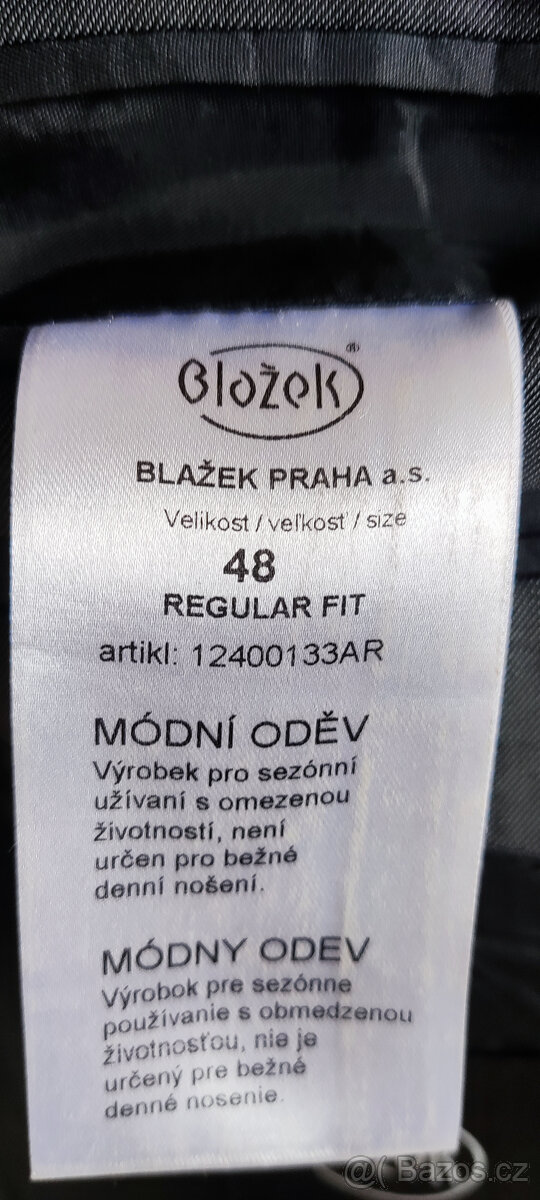 Blažek®
BLAŽEK PRAHA a.s.
Velikost / veľkosť / size
48
REGULAR FIT
artikl: 12400133AR
MÓDNÍ ODĚV
Výrobek pro sezónní
užívaní s omezenou
životností, není
určen pro bežné
denní nošení.
MÓDNY ODEV
Výrobok pre sezónne
používanie s obmedzenou
životnosťou, nie je
určený pre bežné
denné nosenie.
@( Bazos.cz